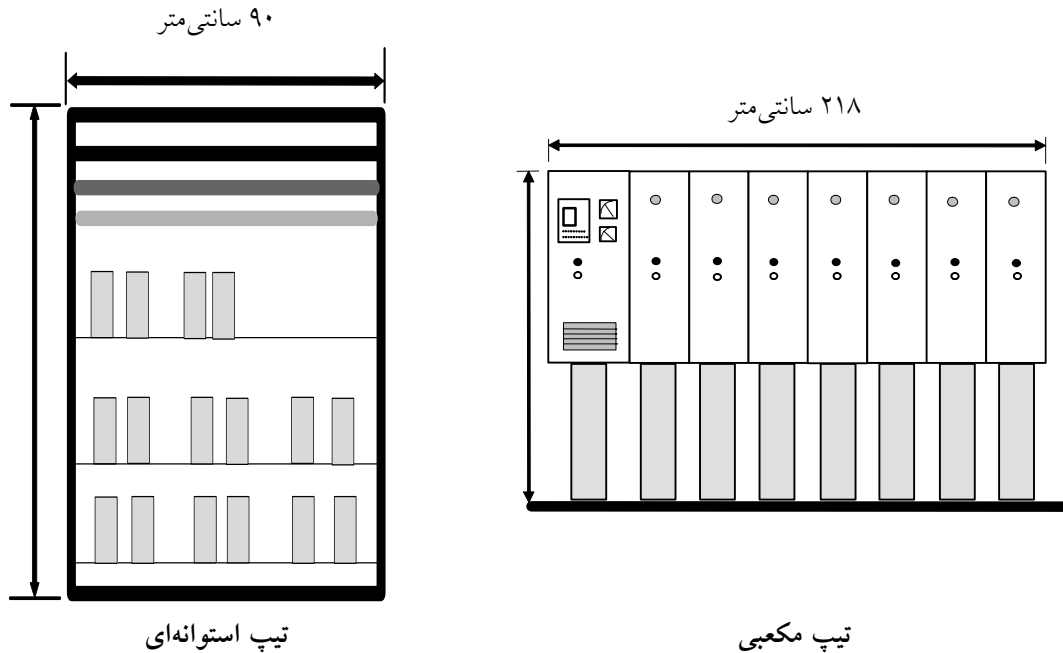 ۹۰ سانتی‌متر
۲۱۸ سانتی‌متر
تیپ استوانه‌ای
تیپ مکعبی